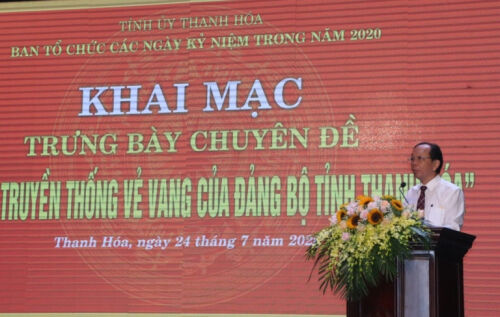 TỈNH ỦY THANH HÓA
BAN TỔ CHỨC CÁC NGÀY KỶ NIỆM TRONG NĂM 2020
KHAI MẠC
TRƯNG BÀY CHUYÊN ĐỀ
TRUYỀN THỐNG VẺ VANG CỦA ĐẢNG BỘ TỈNH HÓA"
Thanh Hóa, ngày 24 tháng 7 năm